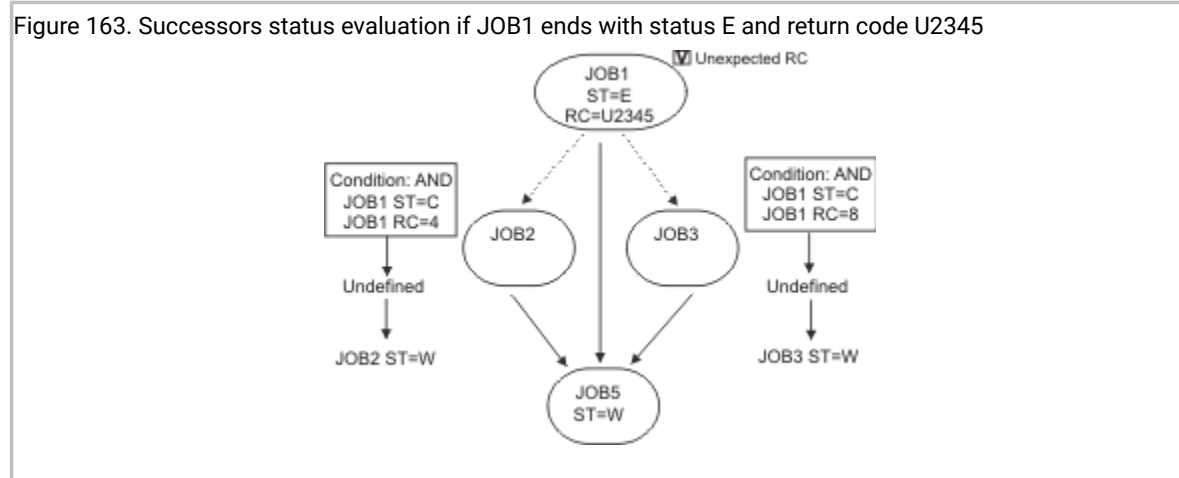 Figure 163. Successors status evaluation if JOB1 ends with status E and return code U2345
V Unexpected RC
JOB1
ST=E
RC=U2345
Condition: AND
JOB1 ST=C
JOB1 RC=4
Undefined
JOB2 ST=W
JOB2
JOB3
Condition: AND
JOB1 ST=C
JOB1 RC=8
Undefined
JOB3 ST=W
JOB5
ST=W